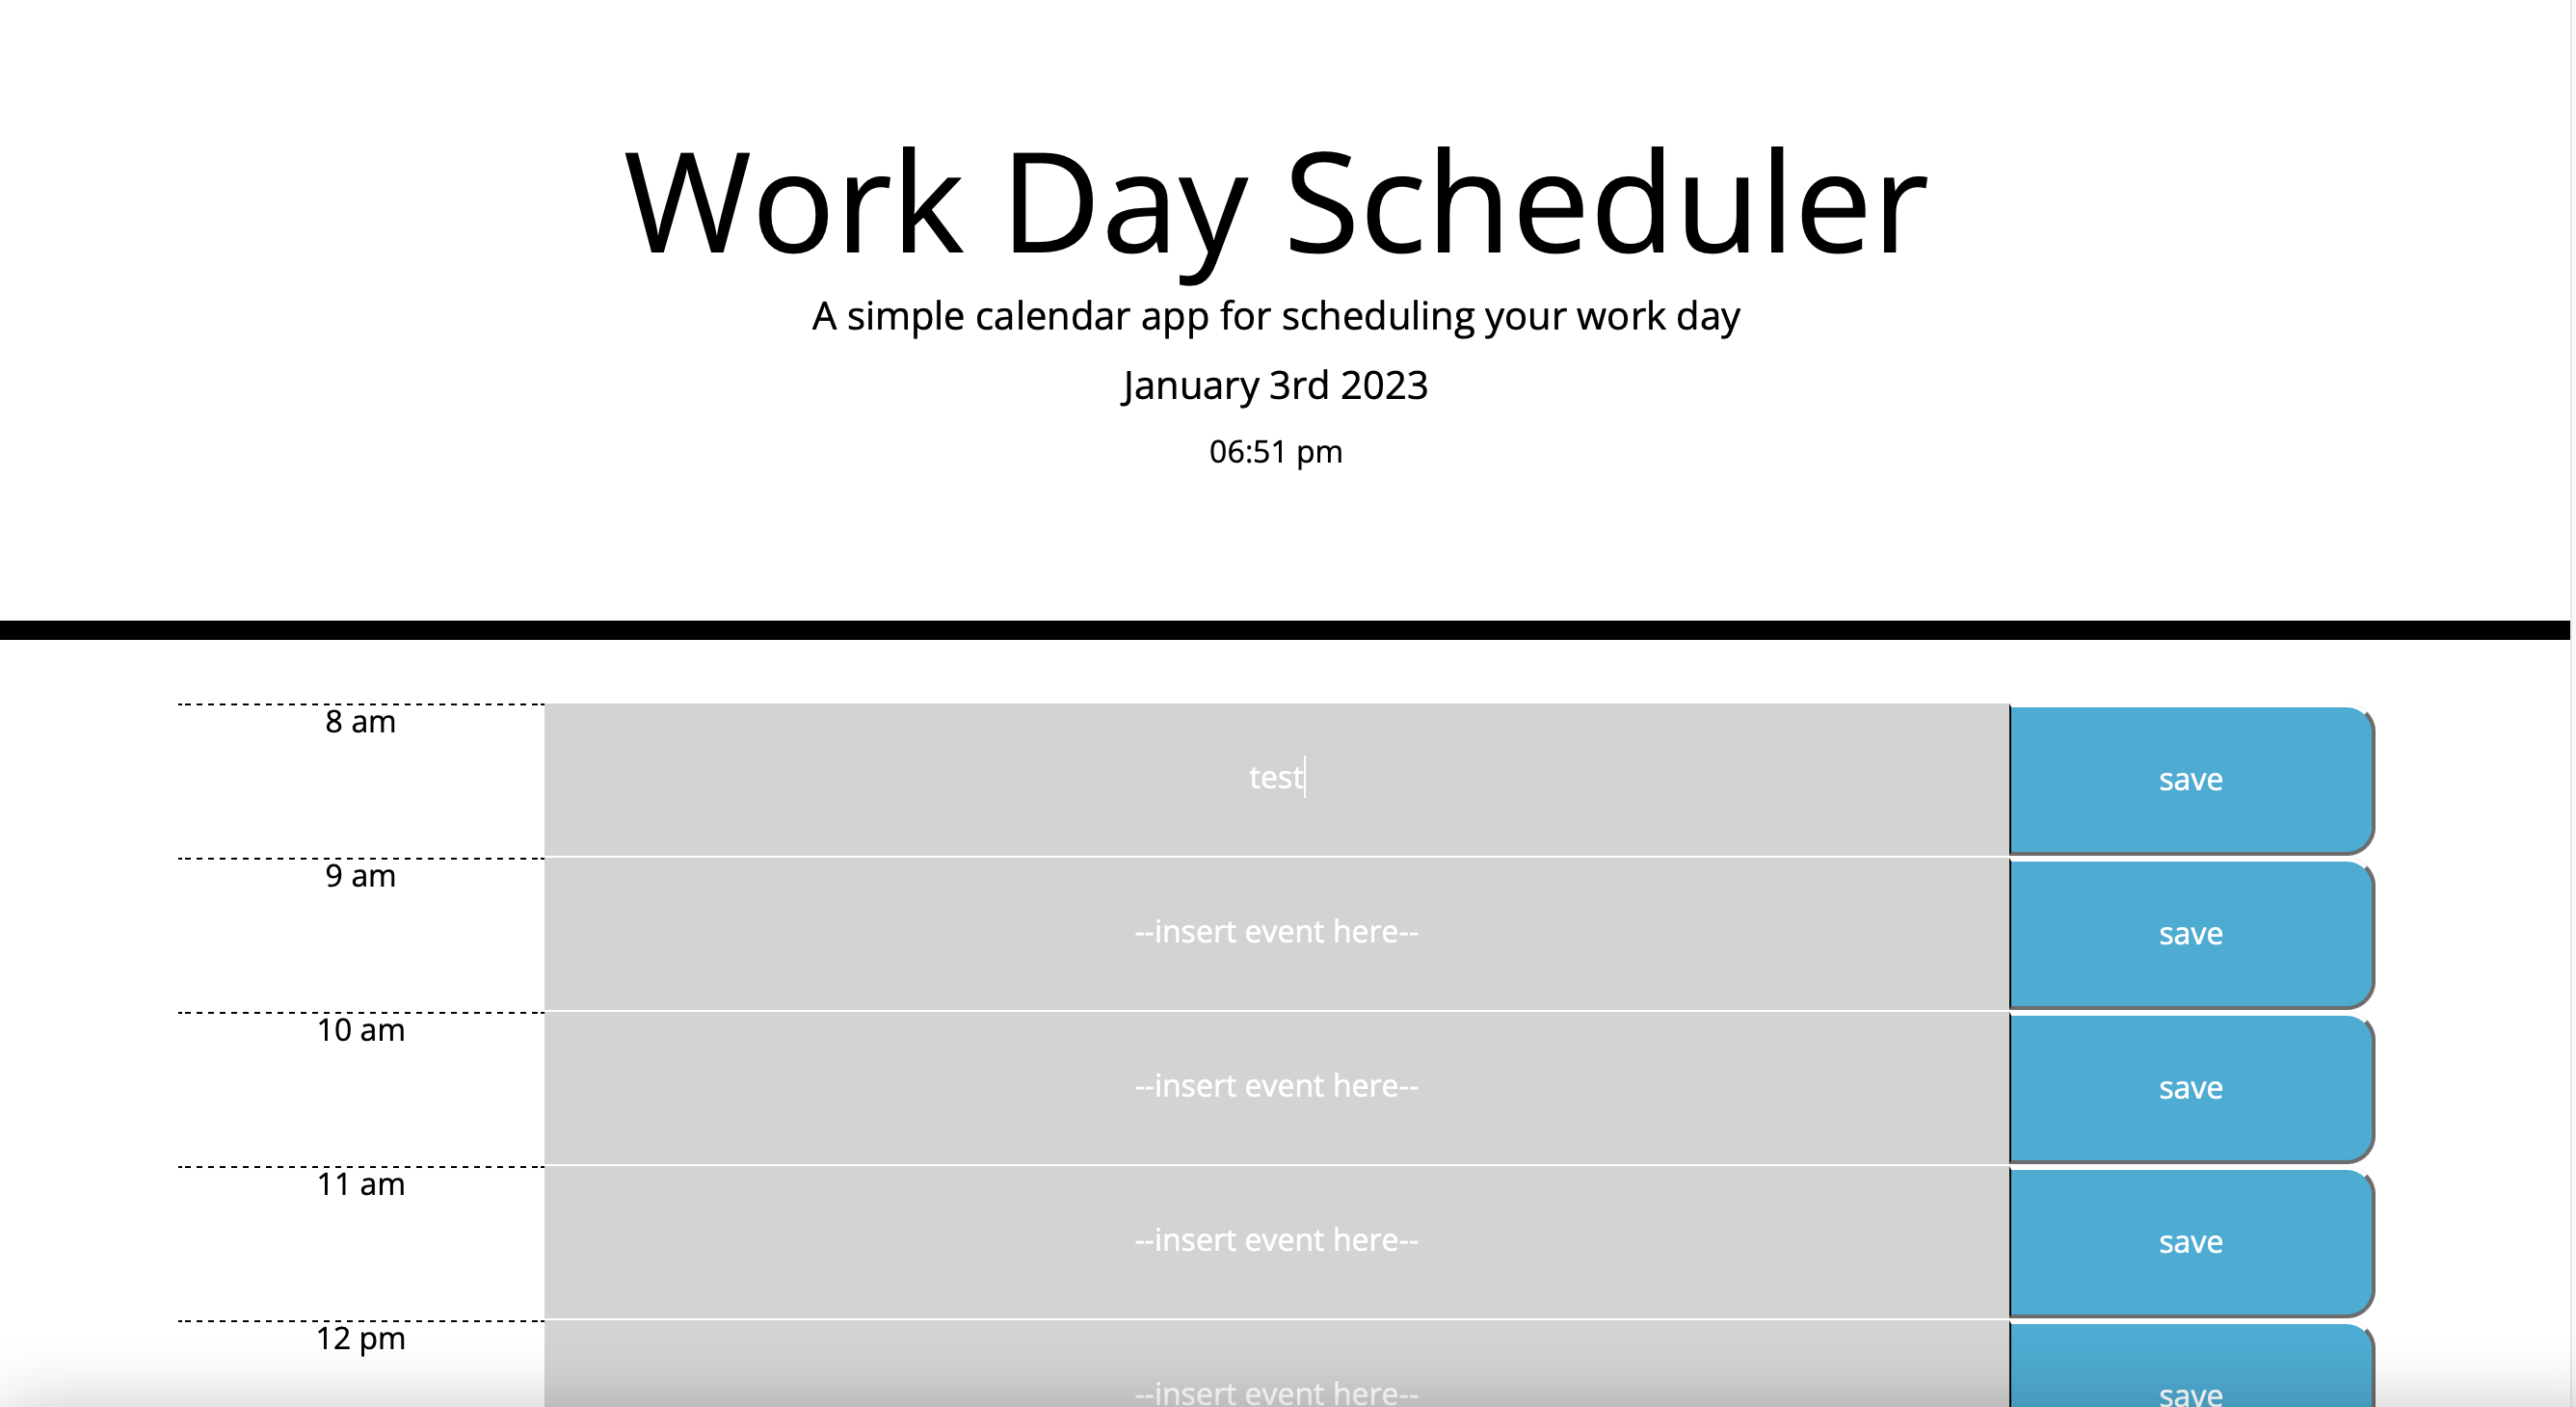 Work Day Scheduler
A simple calendar app for scheduling your work day
January 3rd 2023
06:51 pm
8 am
test
save
9 am
--insert event here--
save
10 am
--insert event here--
save
11 am
--insert event here--
save
12 pm
--insert event here--
save